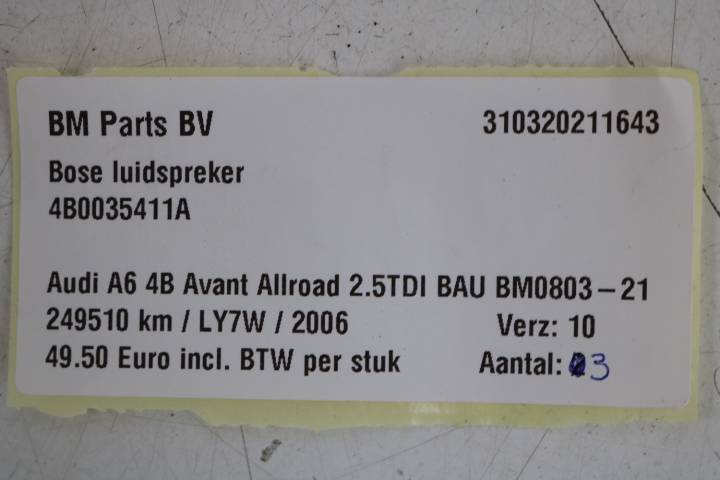 BM Parts BV 310320211643
Bose luidspreker
4B0035411A
Audi A6 4B Avant Allroad 2.5TDI BAU BM0803-21
249510 km / LY7W / 2006 Verz: 10
49.50 Euro incl. BTW per stuk Aantal: 3